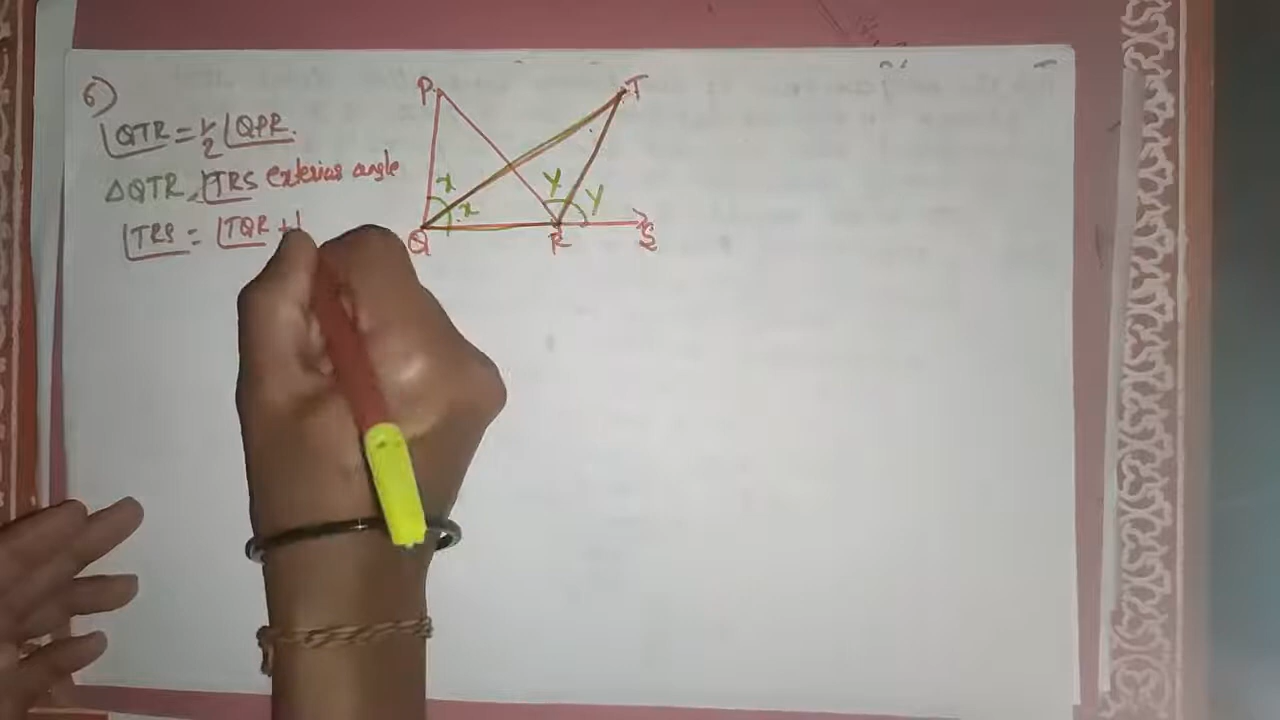 6)
∠QTR = 1/2 ∠QPR.
△QTR, ∠TRS exterior angle
∠TRS = ∠TQR +
P T
x x y y
Q R S